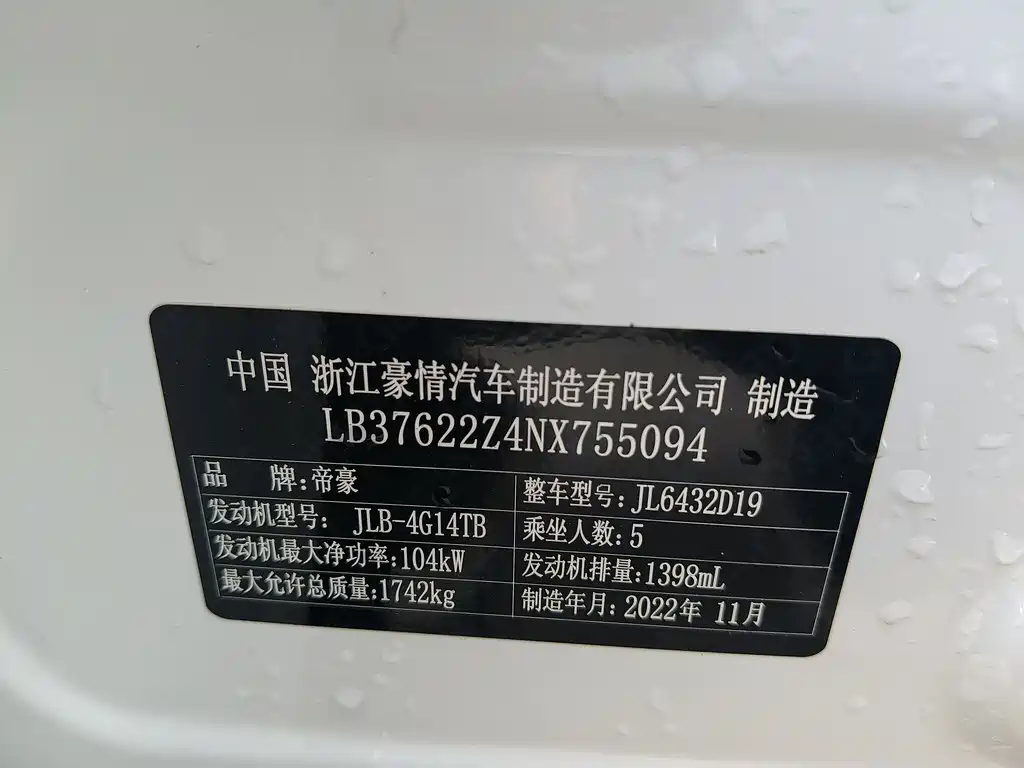 中国 浙江豪情汽车制造有限公司 制造
LB37622Z4NX755094
品 牌:帝豪 整车型号:JL6432D19
发动机型号: JLB-4G14TB 乘坐人数:5
发动机最大净功率:104kW 发动机排量:1398mL
最大允许总质量:1742kg 制造年月:2022年 11月